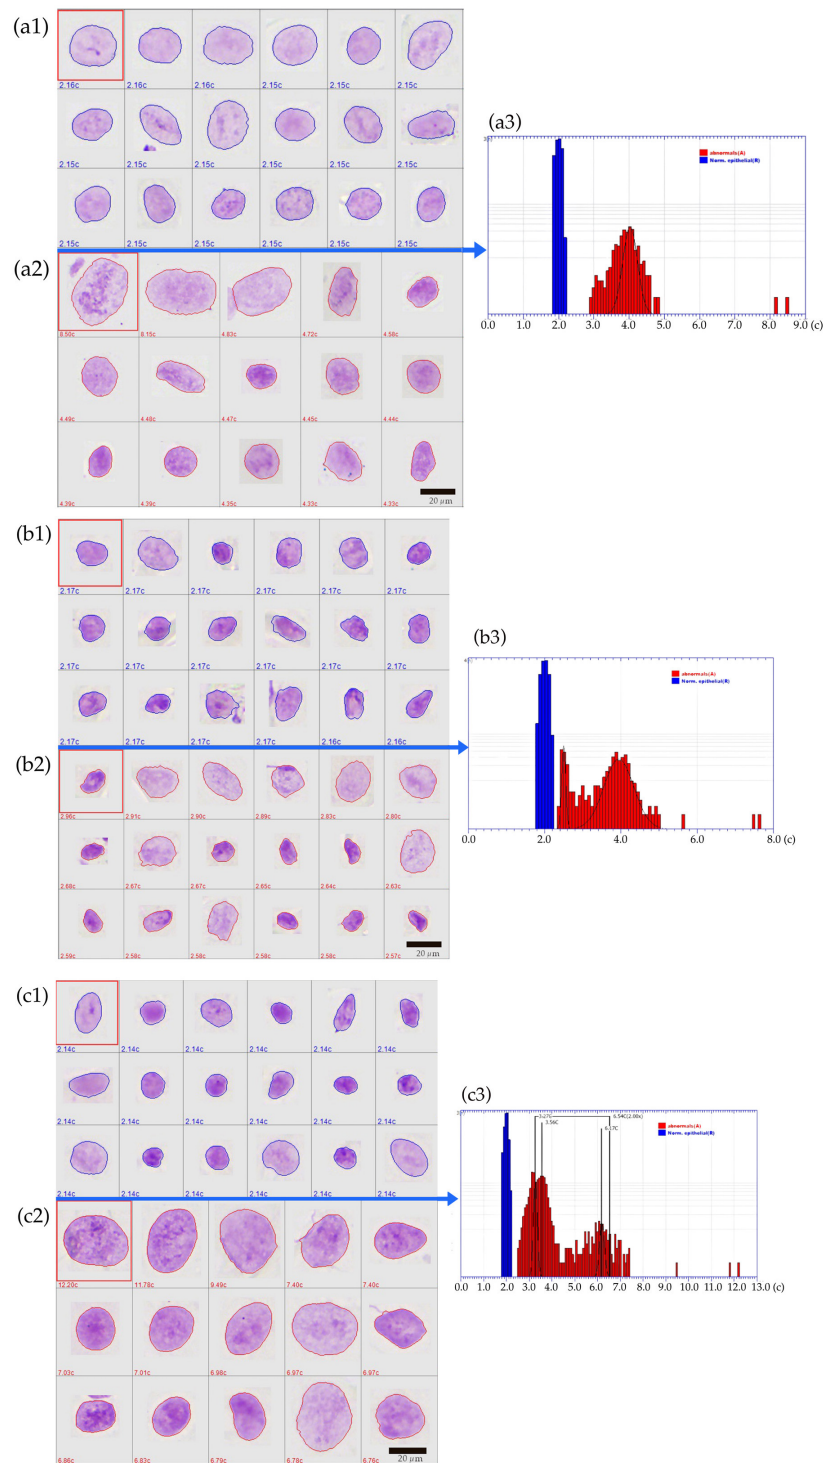 (a1)
2.16c 2.16c 2.16c 2.15c 2.15c 2.15c
2.15c 2.15c 2.15c 2.15c 2.15c 2.15c
2.15c 2.15c 2.15c 2.15c 2.15c 2.15c
(a2)
8.50c 8.15c 4.83c 4.72c 4.58c
4.49c 4.48c 4.47c 4.45c 4.44c
4.39c 4.39c 4.35c 4.33c 4.33c
20 μm
(a3)
abnormals(A)
Norm. epithelial(R)
0.0 1.0 2.0 3.0 4.0 5.0 6.0 7.0 8.0 9.0 (c)
(b1)
2.17c 2.17c 2.17c 2.17c 2.17c 2.17c
2.17c 2.17c 2.17c 2.17c 2.17c 2.17c
2.17c 2.17c 2.17c 2.17c 2.16c 2.16c
(b2)
2.96c 2.91c 2.90c 2.89c 2.83c 2.80c
2.68c 2.67c 2.67c 2.65c 2.64c 2.63c
2.59c 2.58c 2.58c 2.58c 2.58c 2.57c
20 μm
(b3)
abnormals(A)
Norm. epithelial(R)
0.0 2.0 4.0 6.0 8.0 (c)
(c1)
2.14c 2.14c 2.14c 2.14c 2.14c 2.14c
2.14c 2.14c 2.14c 2.14c 2.14c 2.14c
2.14c 2.14c 2.14c 2.14c 2.14c 2.14c
(c2)
12.20c 11.78c 9.49c 7.40c 7.40c
7.03c 7.01c 6.98c 6.97c 6.97c
6.86c 6.83c 6.79c 6.78c 6.76c
20 μm
(c3)
3.27C 6.54C(2.00x)
3.56C
6.17C
abnormals(A)
Norm. epithelial(R)
0.0 1.0 2.0 3.0 4.0 5.0 6.0 7.0 8.0 9.0 10.0 11.0 12.0 13.0 (c)